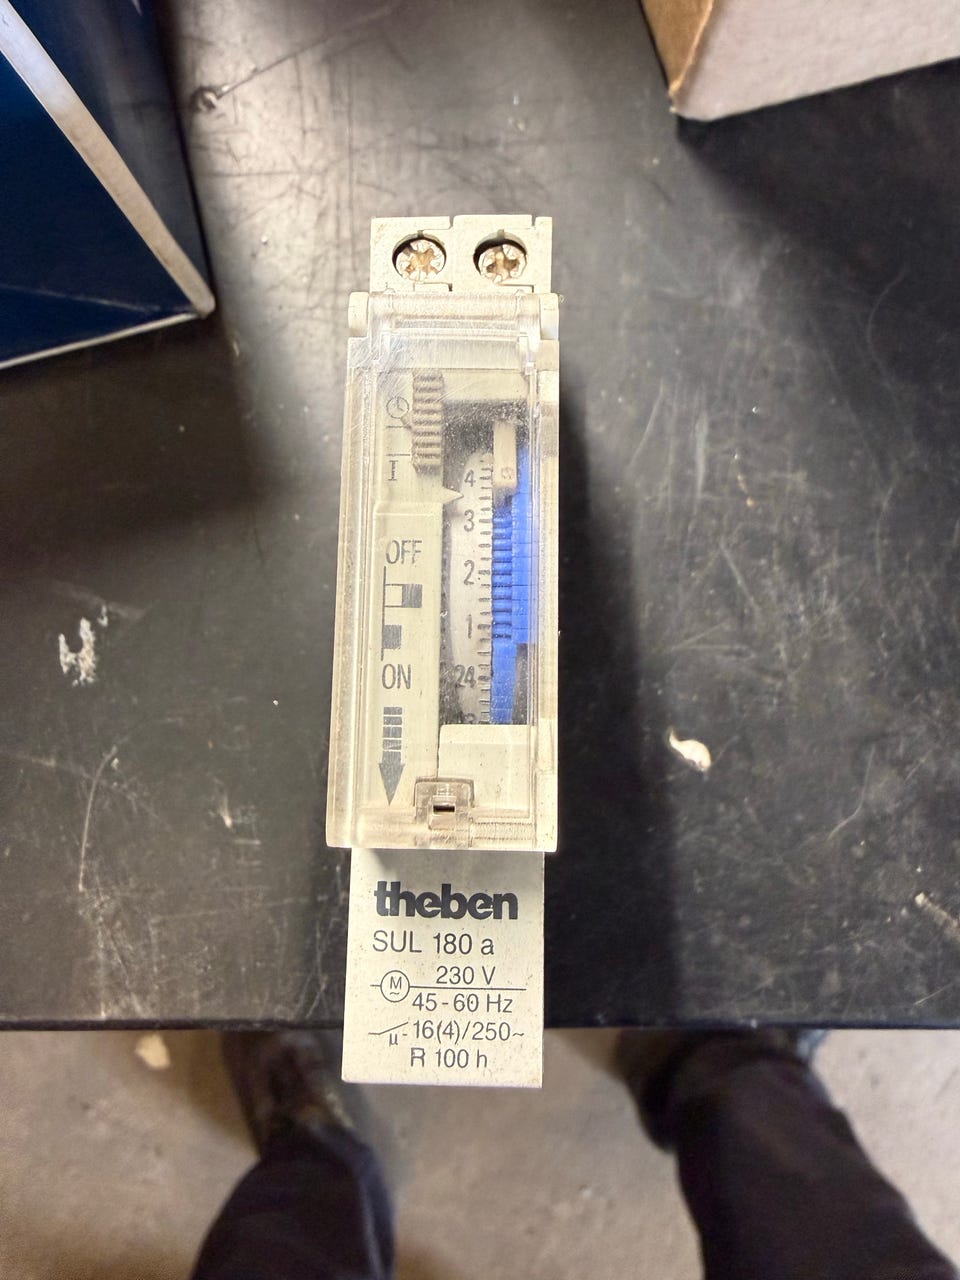 I
4
3
2
1
24
OFF
ON
theben
SUL 180 a
M 230 V
45-60 Hz
µ 16(4)/250~
R 100 h